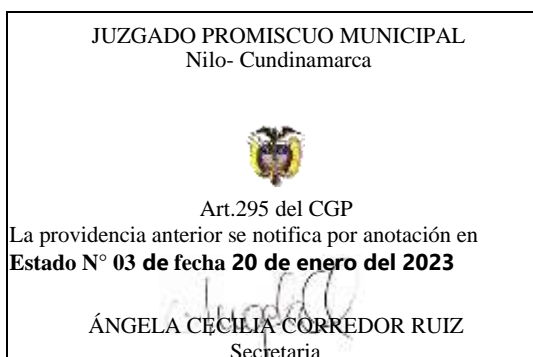 JUZGADO PROMISCUO MUNICIPAL
Nilo- Cundinamarca
Art.295 del CGP
La providencia anterior se notifica por anotación en
Estado N° 03 de fecha 20 de enero del 2023
ÁNGELA CECILIA CORREDOR RUIZ
Secretaria